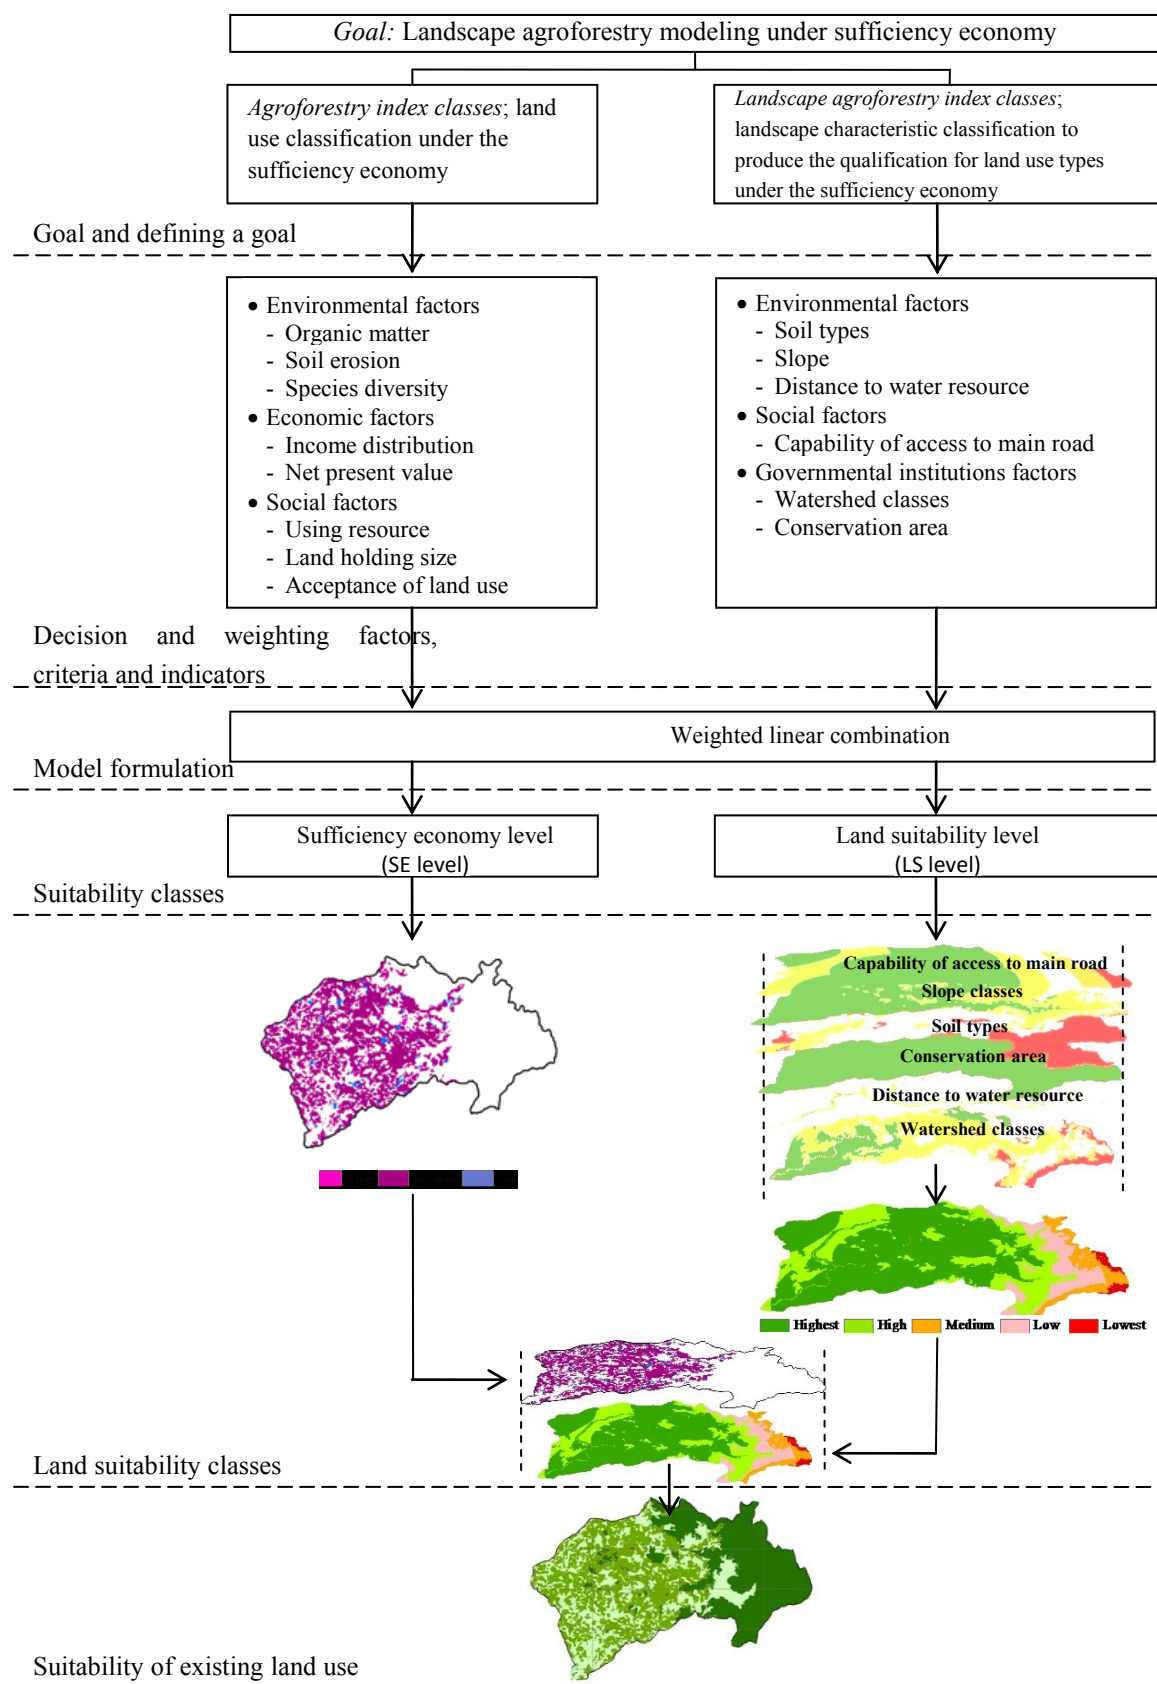 Goal: Landscape agroforestry modeling under sufficiency economy
Agroforestry index classes; land
use classification under the
sufficiency economy
Landscape agroforestry index classes;
landscape characteristic classification to
produce the qualification for land use types
under the sufficiency economy
Goal and defining a goal
• Environmental factors
- Organic matter
- Soil erosion
- Species diversity
• Economic factors
- Income distribution
- Net present value
• Social factors
- Using resource
- Land holding size
- Acceptance of land use
• Environmental factors
- Soil types
- Slope
- Distance to water resource
• Social factors
- Capability of access to main road
• Governmental institutions factors
- Watershed classes
- Conservation area
Decision and weighting factors,
criteria and indicators
Weighted linear combination
Model formulation
Sufficiency economy level
(SE level)
Land suitability level
(LS level)
Suitability classes
Capability of access to main road
Slope classes
Soil types
Conservation area
Distance to water resource
Watershed classes
Highest High Medium Low Lowest
Land suitability classes
Suitability of existing land use